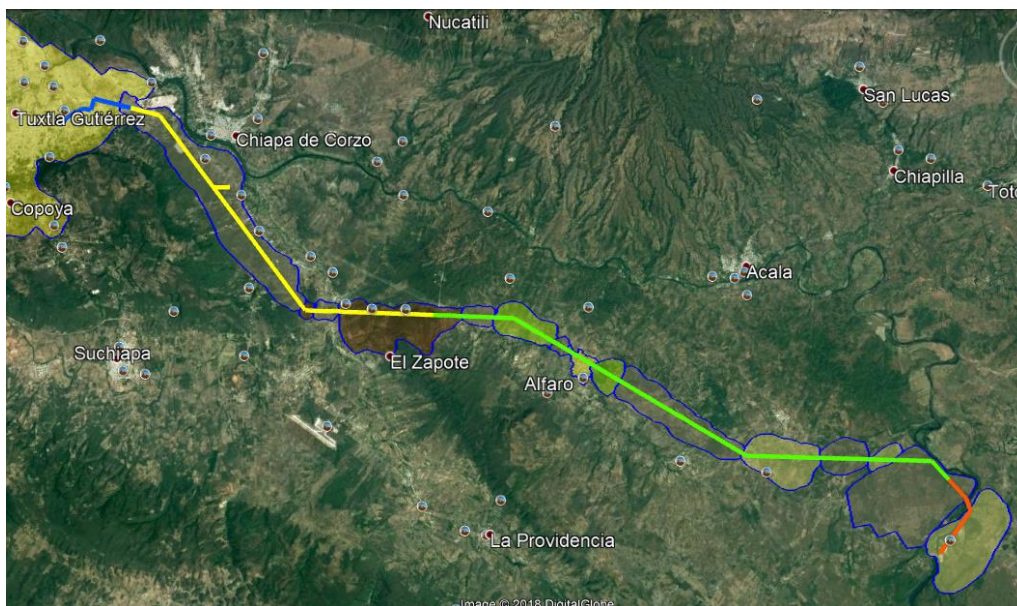 Nucatili
San Lucas
Tuxtla Gutiérrez
Chiapa de Corzo
Chiapilla
Toto
Copoya
Acala
Suchiapa
El Zapote
Alfaro
La Providencia
Image © 2018 DigitalGlobe